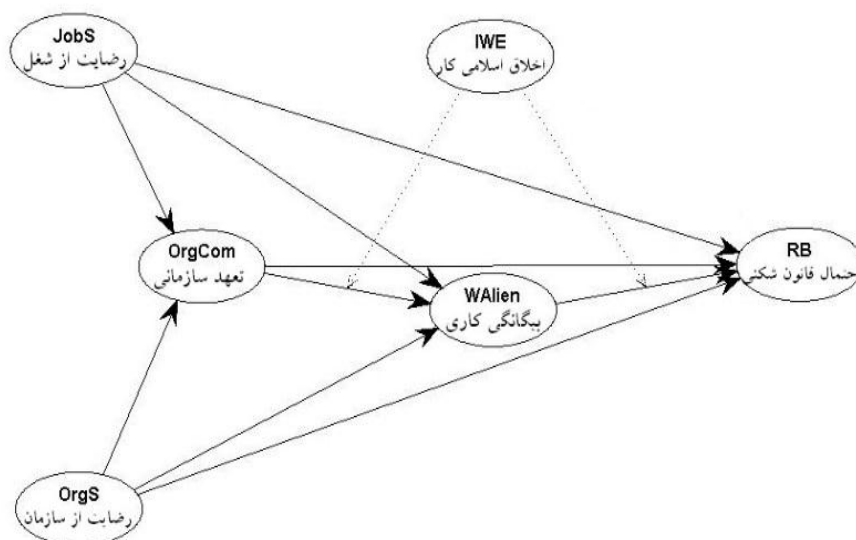 JobS
رضایت از شغل
IWE
اخلاق اسلامی کار
OrgCom
تعهد سازمانی
RB
حتمال قانون شکنی
WAlien
بیگانگی کاری
OrgS
رضایت از سازمان